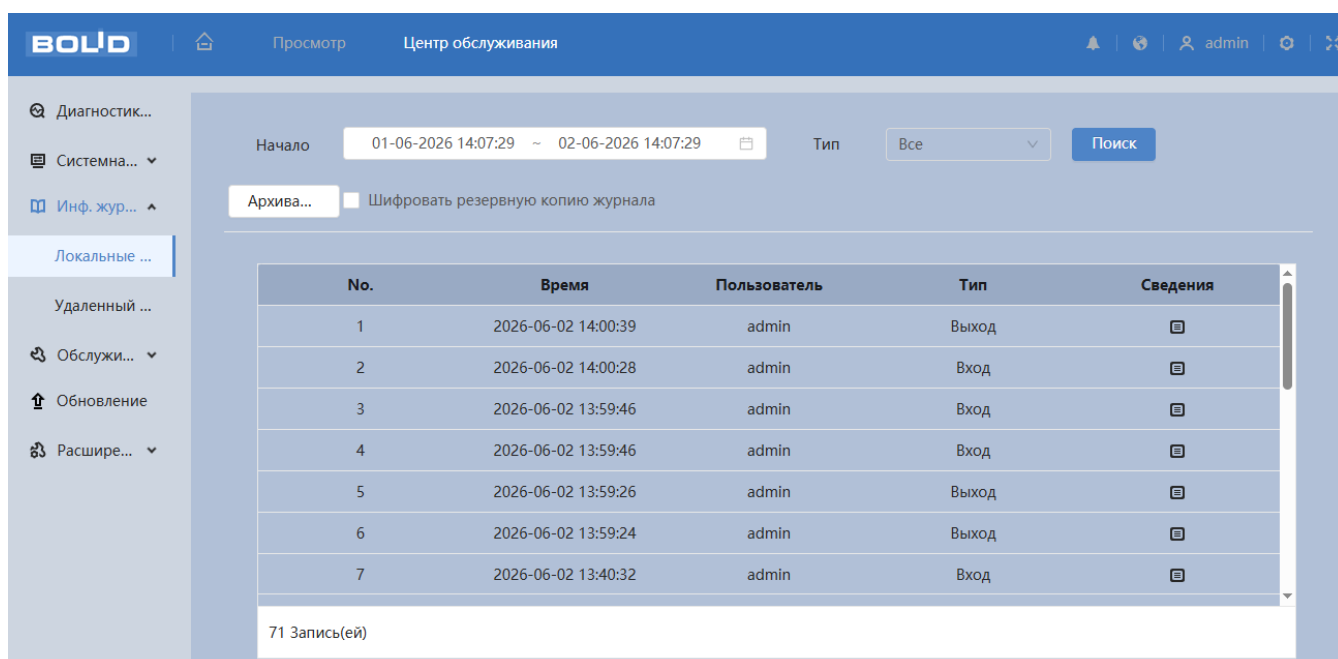 BOLID Просмотр Центр обслуживания admin
Диагностик...
Системна...
Инф. жур...
Локальные ...
Удаленный ...
Обслужи...
Обновление
Расшире...
Начало 01-06-2026 14:07:29 ~ 02-06-2026 14:07:29 Тип Все Поиск
Архива... Шифровать резервную копию журнала
No. Время Пользователь Тип Сведения
1 2026-06-02 14:00:39 admin Выход
2 2026-06-02 14:00:28 admin Вход
3 2026-06-02 13:59:46 admin Вход
4 2026-06-02 13:59:46 admin Вход
5 2026-06-02 13:59:26 admin Выход
6 2026-06-02 13:59:24 admin Выход
7 2026-06-02 13:40:32 admin Вход
71 Запись(ей)